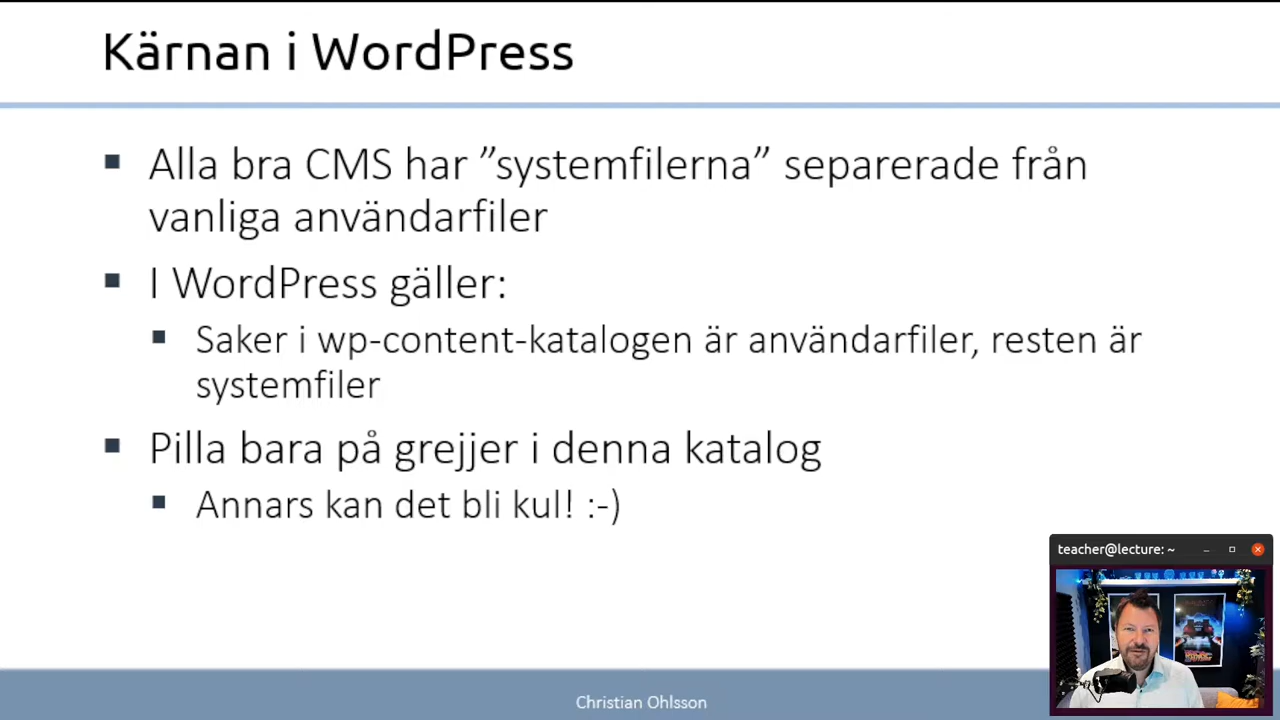 Kärnan i WordPress
Alla bra CMS har ”systemfilerna” separerade från
vanliga användarfiler
I WordPress gäller:
Saker i wp-content-katalogen är användarfiler, resten är
systemfiler
Pilla bara på grejjer i denna katalog
Annars kan det bli kul! :-)
teacher@lecture: ~
Christian Ohlsson